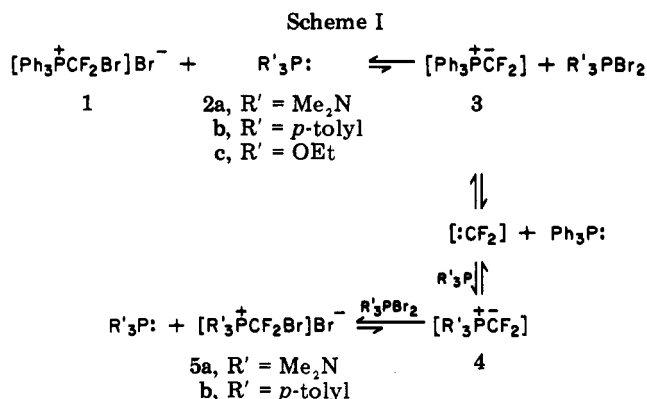 Scheme I
[Ph₃P⁺CF₂Br]Br⁻ + R′₃P: ⇌ [Ph₃P⁺C⁻F₂] + R′₃PBr₂
1 2a, R′ = Me₂N 3
b, R′ = p-tolyl
c, R′ = OEt
⇌
[:CF₂] + Ph₃P:
R′₃P ⇌
R′₃P: + [R′₃P⁺CF₂Br]Br⁻ R′₃PBr₂ ⇌ [R′₃P⁺C⁻F₂]
5a, R′ = Me₂N 4
b, R′ = p-tolyl